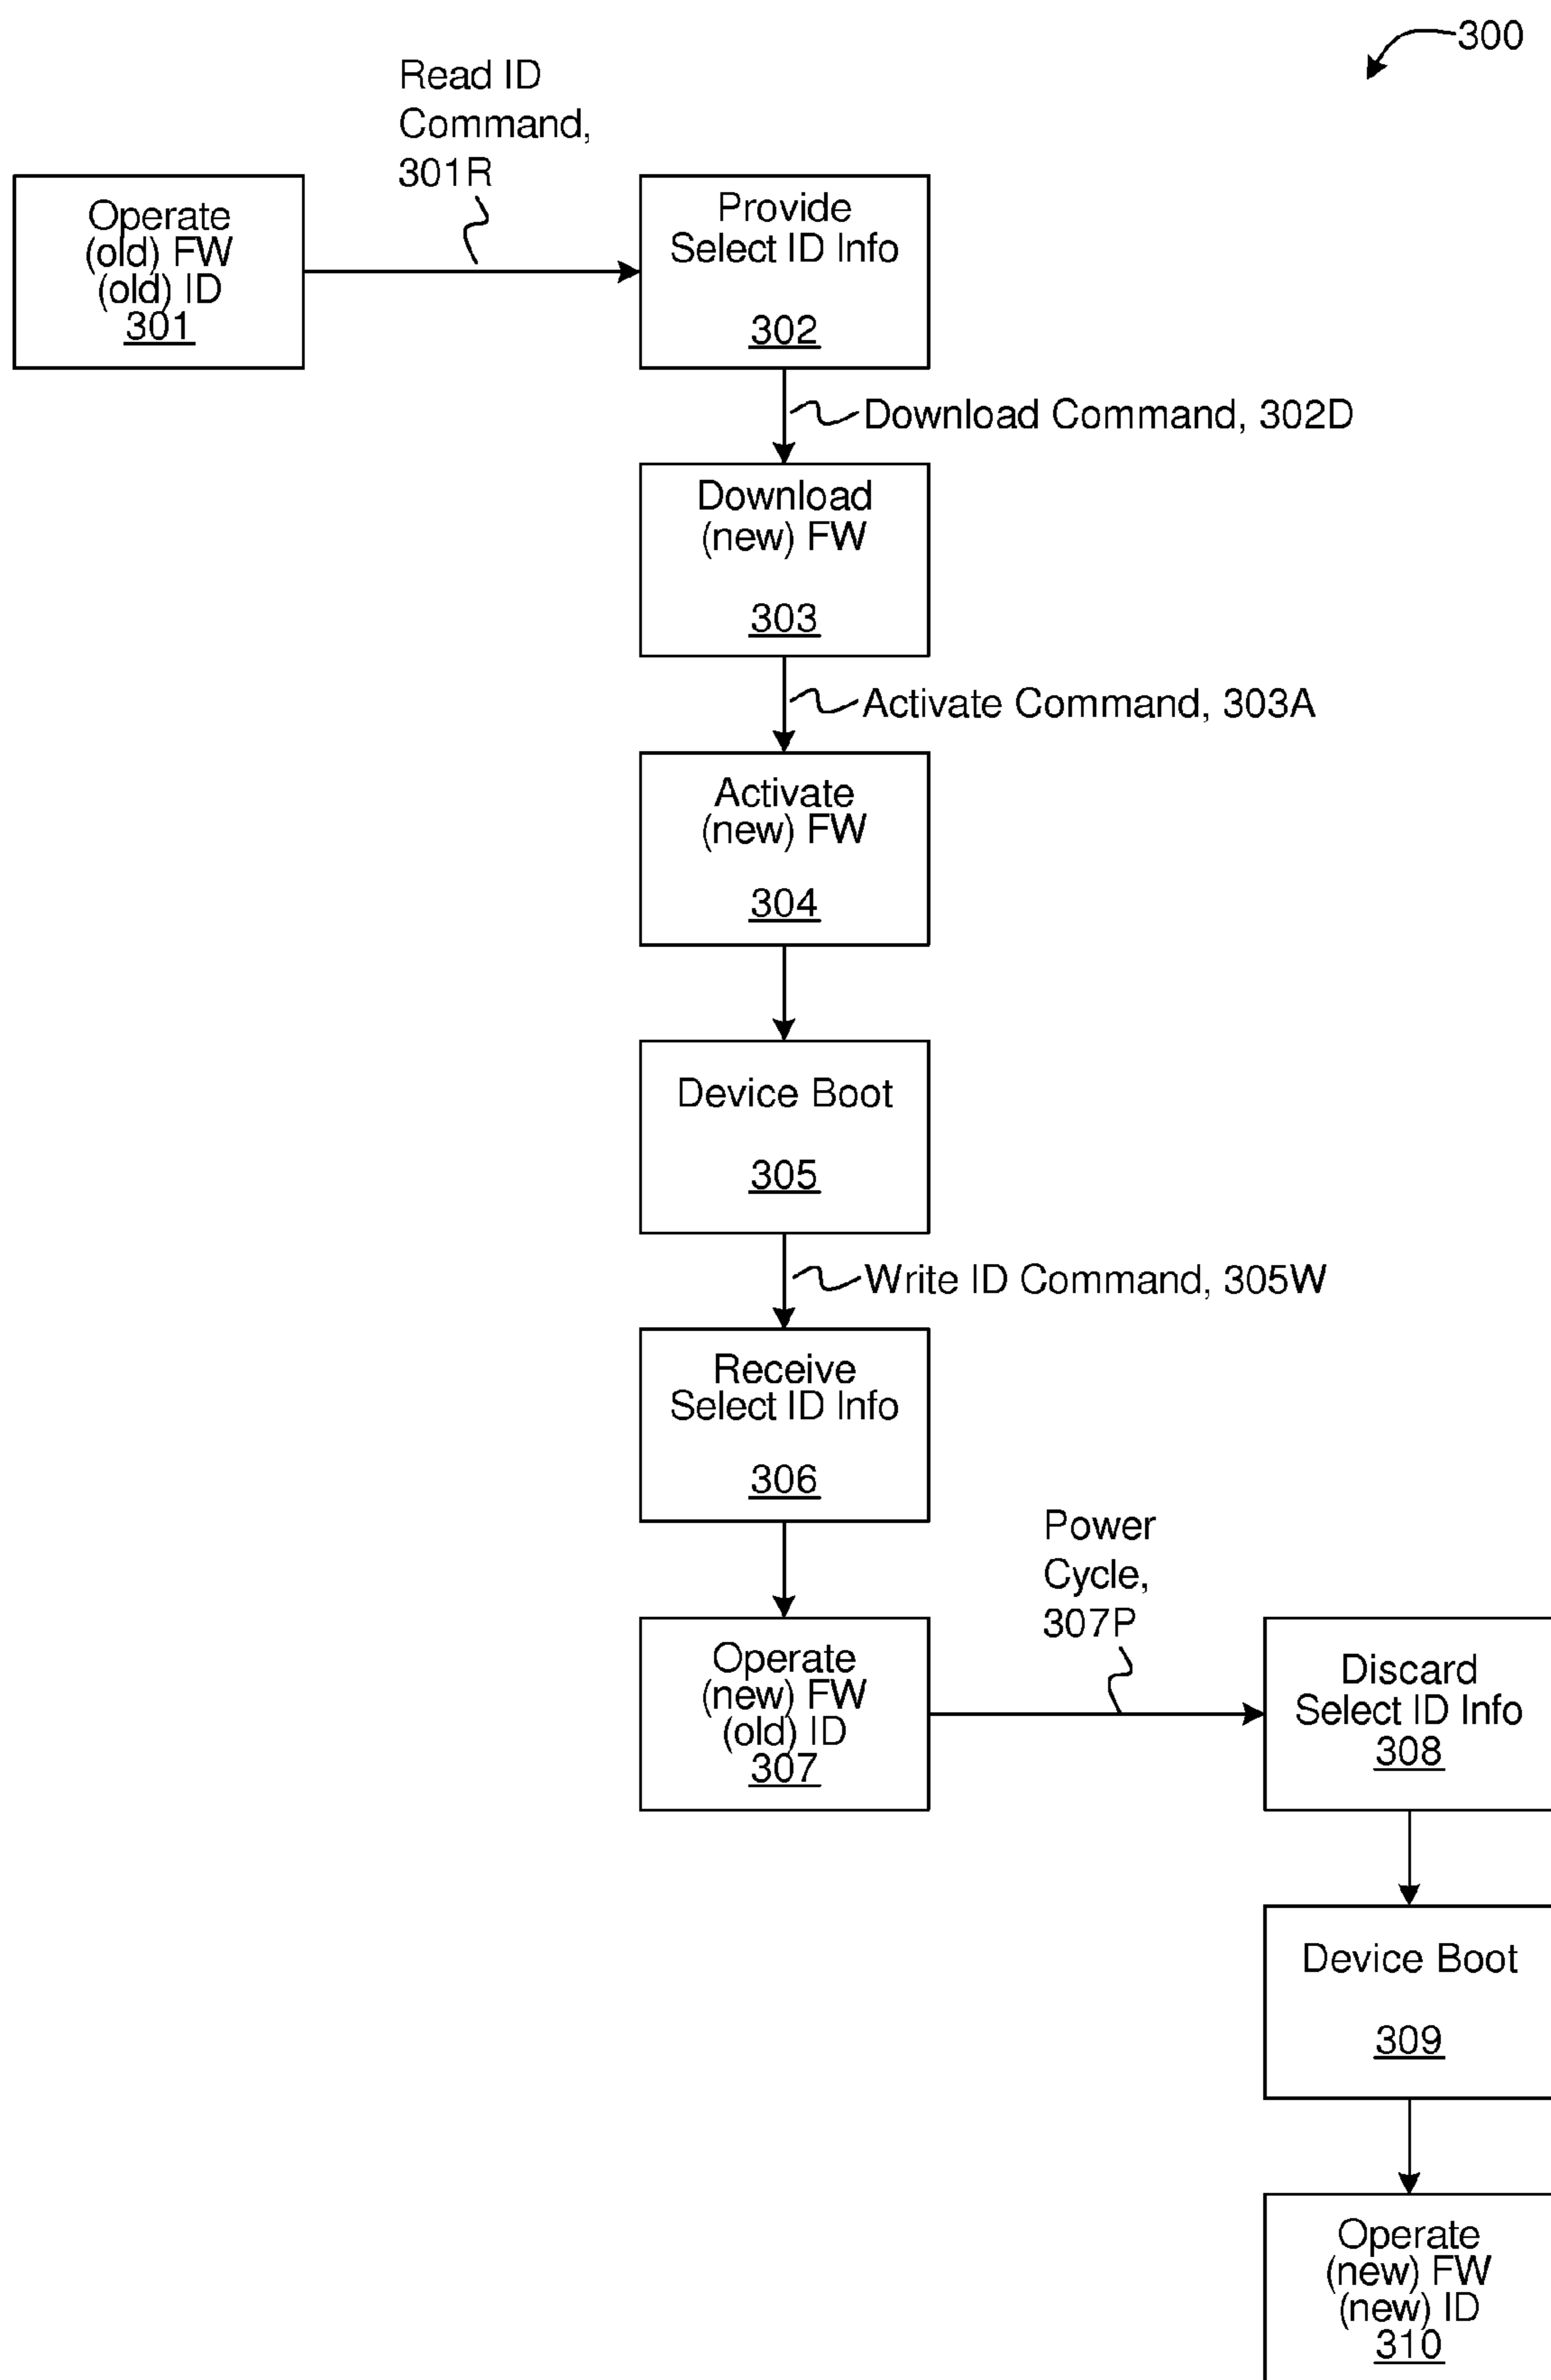 300
Read ID
Command,
301R
Operate
(old) FW
(old) ID
301
Provide
Select ID Info
302
Download Command, 302D
Download
(new) FW
303
Activate Command, 303A
Activate
(new) FW
304
Device Boot
305
Write ID Command, 305W
Receive
Select ID Info
306
Power
Cycle,
307P
Operate
(new) FW
(old) ID
307
Discard
Select ID Info
308
Device Boot
309
Operate
(new) FW
(new) ID
310